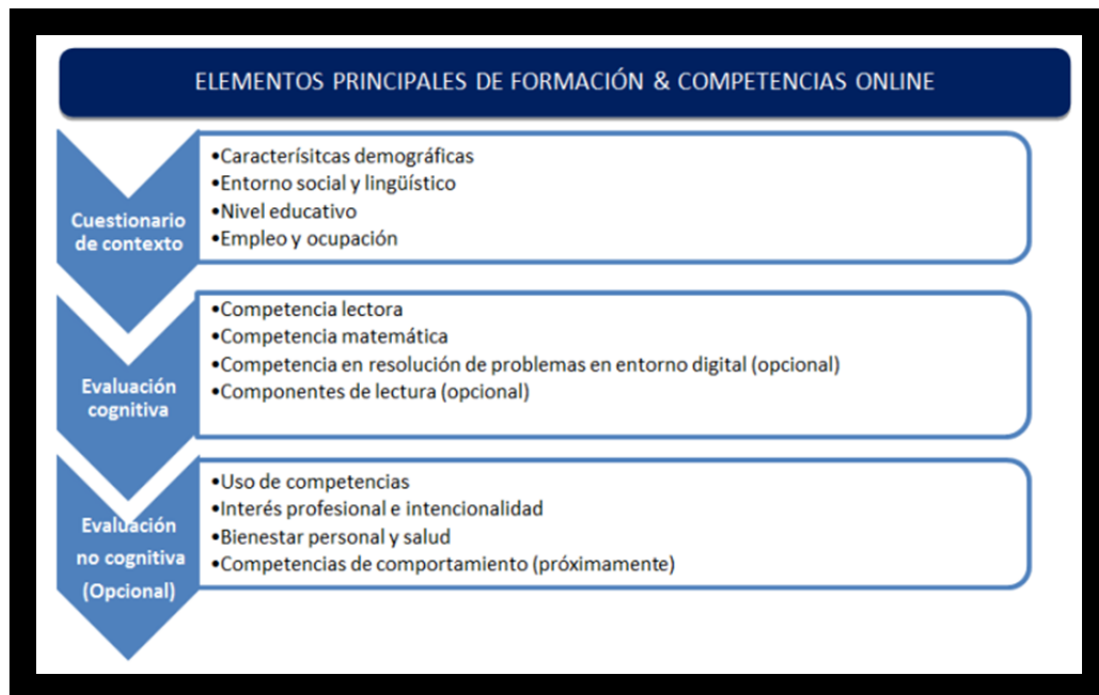 ELEMENTOS PRINCIPALES DE FORMACIÓN & COMPETENCIAS ONLINE
Cuestionario
de contexto
•Caracterísitcas demográficas
•Entorno social y lingüístico
•Nivel educativo
•Empleo y ocupación
Evaluación
cognitiva
•Competencia lectora
•Competencia matemática
•Competencia en resolución de problemas en entorno digital (opcional)
•Componentes de lectura (opcional)
Evaluación
no cognitiva
(Opcional)
•Uso de competencias
•Interés profesional e intencionalidad
•Bienestar personal y salud
•Competencias de comportamiento (próximamente)